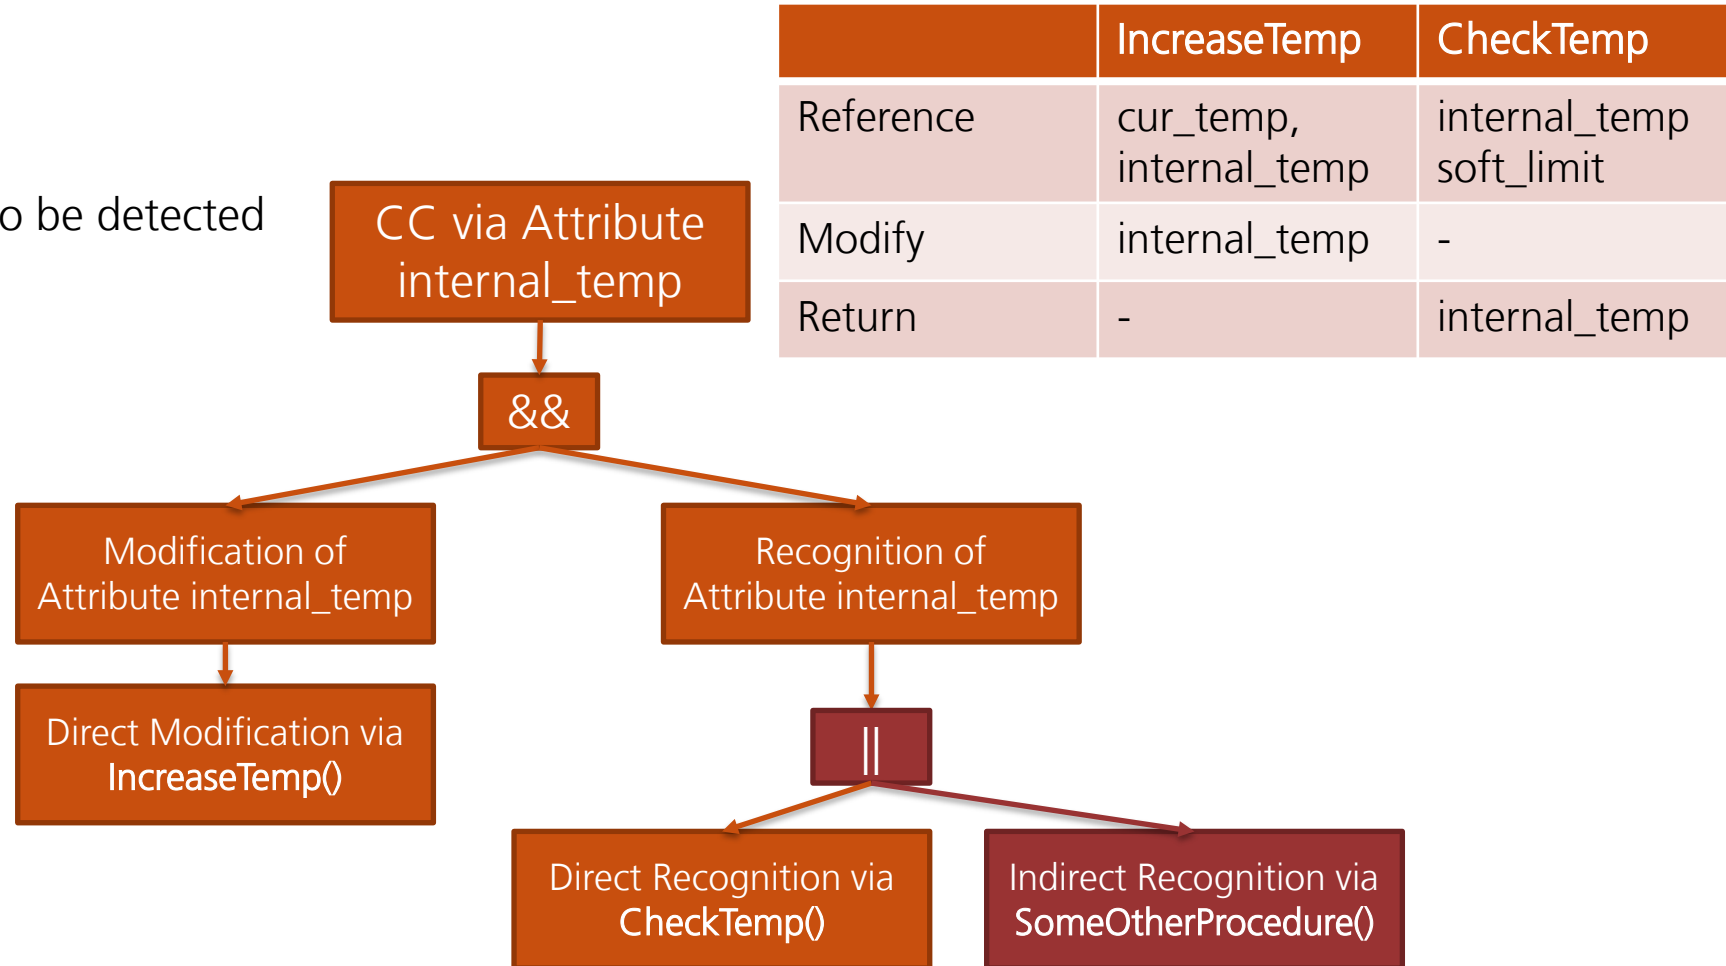 IncreaseTemp CheckTemp
Reference cur_temp, internal_temp
internal_temp soft_limit
Modify internal_temp -
Return - internal_temp
o be detected
CC via Attribute
internal_temp
&&
Modification of
Attribute internal_temp
Recognition of
Attribute internal_temp
Direct Modification via
IncreaseTemp()
||
Direct Recognition via
CheckTemp()
Indirect Recognition via
SomeOtherProcedure()